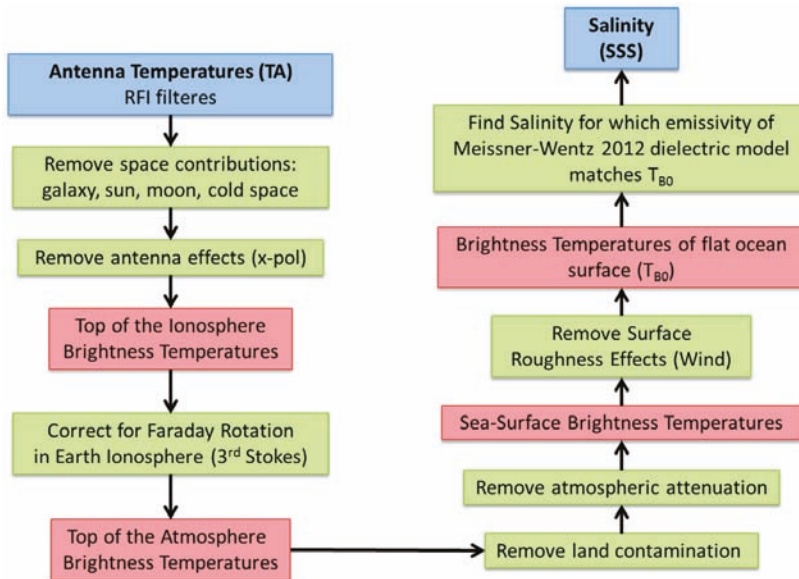 Antenna Temperatures (TA)
RFI filteres
Remove space contributions:
galaxy, sun, moon, cold space
Remove antenna effects (x-pol)
Top of the Ionosphere
Brightness Temperatures
Correct for Faraday Rotation
in Earth Ionosphere (3rd Stokes)
Top of the Atmosphere
Brightness Temperatures
Remove land contamination
Remove atmospheric attenuation
Sea-Surface Brightness Temperatures
Remove Surface
Roughness Effects (Wind)
Brightness Temperatures of flat ocean
surface (TB0)
Find Salinity for which emissivity of
Meissner-Wentz 2012 dielectric model
matches TB0
Salinity
(SSS)